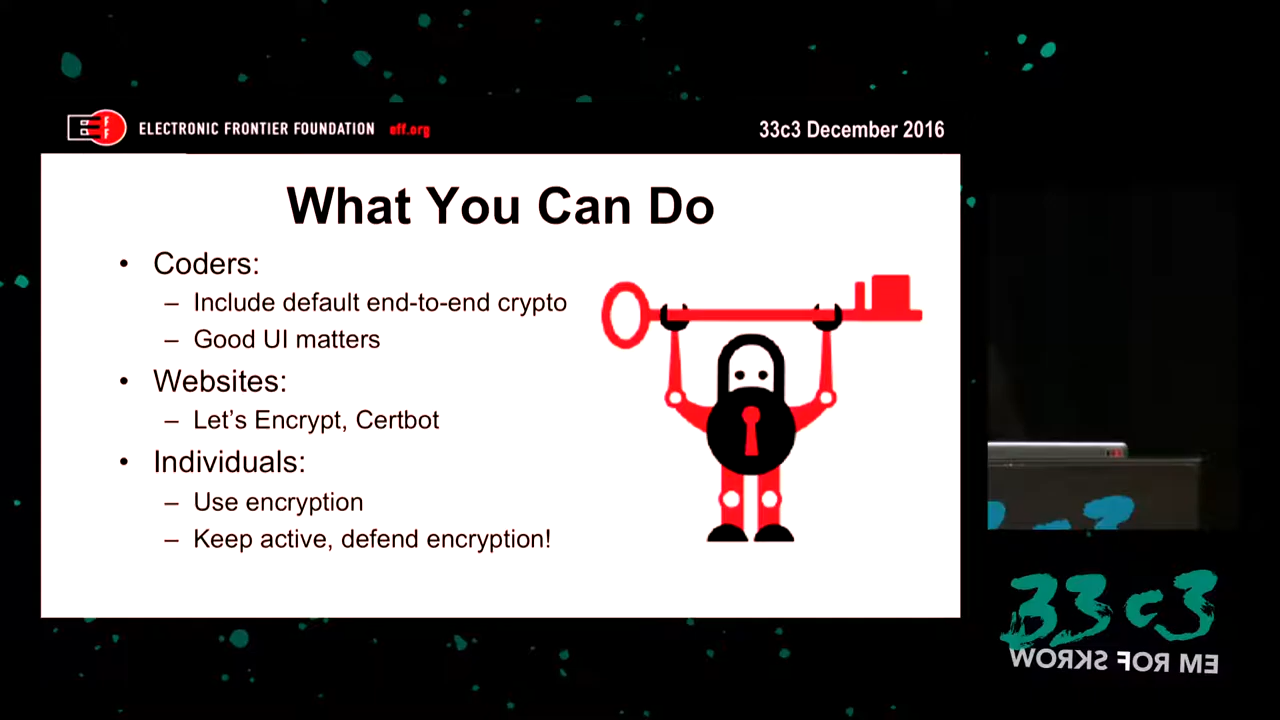 EFF
ELECTRONIC FRONTIER FOUNDATION eff.org
33c3 December 2016
What You Can Do
• Coders:
– Include default end-to-end crypto
– Good UI matters
• Websites:
– Let's Encrypt, Certbot
• Individuals:
– Use encryption
– Keep active, defend encryption!
33c3
WORKS FOR ME